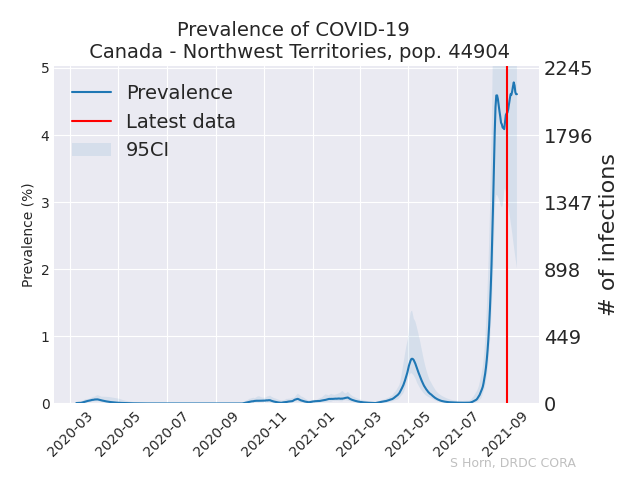 Prevalence of COVID-19
Canada - Northwest Territories, pop. 44904
Prevalence
Latest data
95CI
Prevalence (%)
5
4
3
2
1
0
2245
1796
1347
898
449
0
# of infections
2020-03
2020-05
2020-07
2020-09
2020-11
2021-01
2021-03
2021-05
2021-07
2021-09
S Horn, DRDC CORA